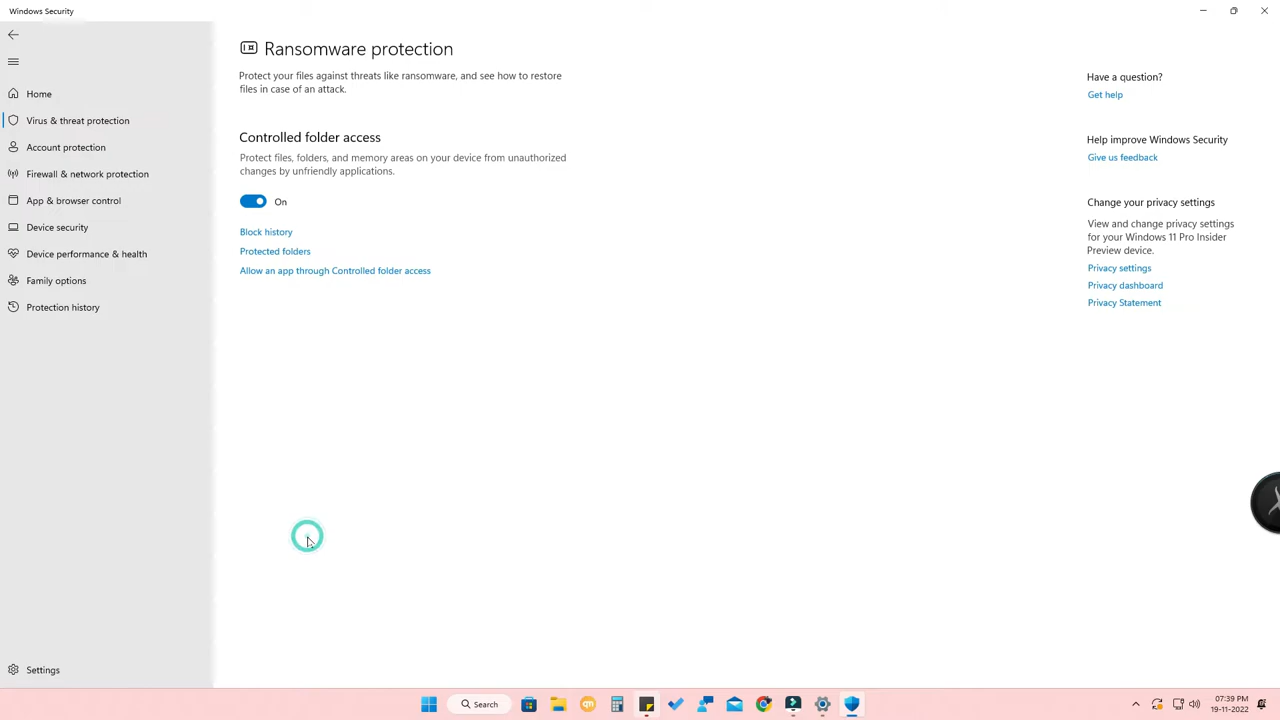 Windows Security
Home
Virus & threat protection
Account protection
Firewall & network protection
App & browser control
Device security
Device performance & health
Family options
Protection history
Settings
Ransomware protection
Protect your files against threats like ransomware, and see how to restore
files in case of an attack.
Controlled folder access
Protect files, folders, and memory areas on your device from unauthorized
changes by unfriendly applications.
On
Block history
Protected folders
Allow an app through Controlled folder access
Have a question?
Get help
Help improve Windows Security
Give us feedback
Change your privacy settings
View and change privacy settings
for your Windows 11 Pro Insider
Preview device.
Privacy settings
Privacy dashboard
Privacy Statement
Search
07:39 PM
19-11-2022